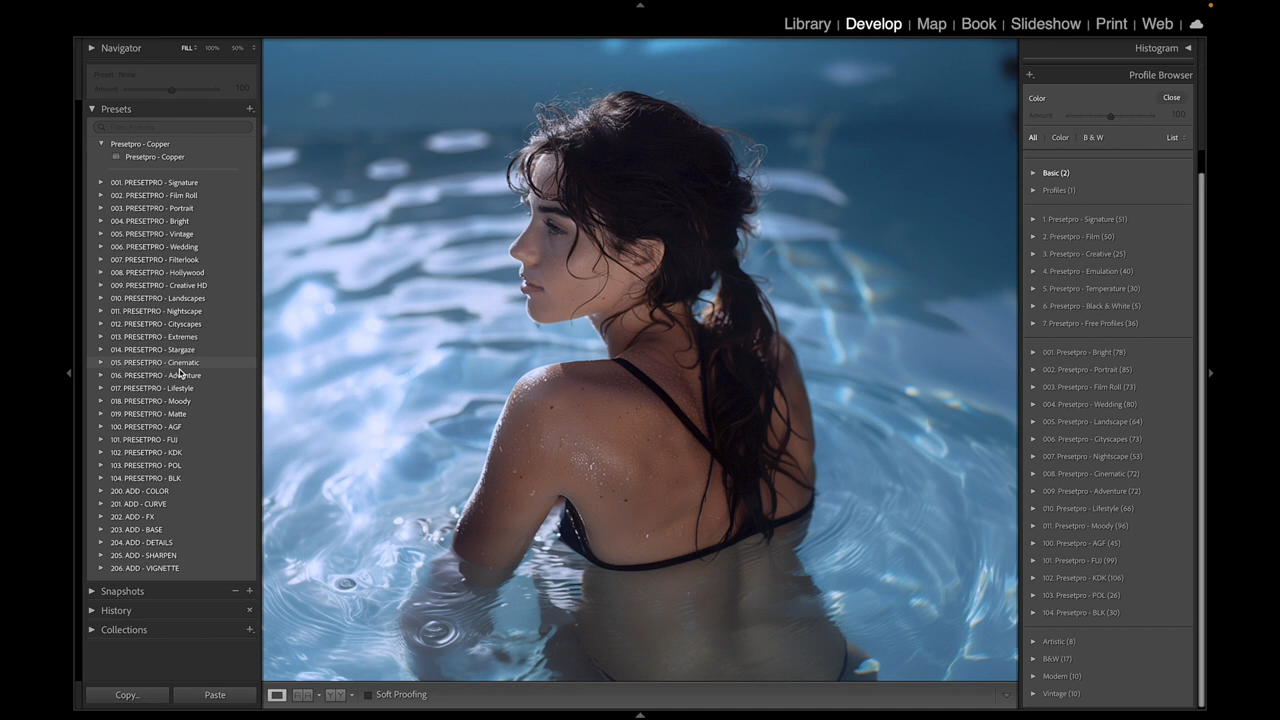 Library | Develop | Map | Book | Slideshow | Print | Web |
Navigator FILL 100% 50%
Preset: None
Amount 100
Presets
Presetpro - Copper
Presetpro - Copper
001. PRESETPRO - Signature
002. PRESETPRO - Film Roll
003. PRESETPRO - Portrait
004. PRESETPRO - Bright
005. PRESETPRO - Vintage
006. PRESETPRO - Wedding
007. PRESETPRO - Filterlook
008. PRESETPRO - Hollywood
009. PRESETPRO - Creative HD
010. PRESETPRO - Landscapes
011. PRESETPRO - Nightscape
012. PRESETPRO - Cityscapes
013. PRESETPRO - Extremes
014. PRESETPRO - Stargaze
015. PRESETPRO - Cinematic
016. PRESETPRO - Adventure
017. PRESETPRO - Lifestyle
018. PRESETPRO - Moody
019. PRESETPRO - Matte
100. PRESETPRO - AGF
101. PRESETPRO - FUJ
102. PRESETPRO - KDK
103. PRESETPRO - POL
104. PRESETPRO - BLK
200. ADD - COLOR
201. ADD - CURVE
202. ADD - FX
203. ADD - BASE
204. ADD - DETAILS
205. ADD - SHARPEN
206. ADD - VIGNETTE
Snapshots
History
Collections
Copy...
Paste
Soft Proofing
Histogram
Profile Browser
Color Close
Amount 100
All Color B & W List
Basic (2)
Profiles (1)
1. Presetpro - Signature (51)
2. Presetpro - Film (50)
3. Presetpro - Creative (25)
4. Presetpro - Emulation (40)
5. Presetpro - Temperature (30)
6. Presetpro - Black & White (5)
7. Presetpro - Free Profiles (36)
001. Presetpro - Bright (78)
002. Presetpro - Portrait (85)
003. Presetpro - Film Roll (73)
004. Presetpro - Wedding (80)
005. Presetpro - Landscape (64)
006. Presetpro - Cityscapes (73)
007. Presetpro - Nightscape (53)
008. Presetpro - Cinematic (72)
009. Presetpro - Adventure (72)
010. Presetpro - Lifestyle (66)
011. Presetpro - Moody (96)
100. Presetpro - AGF (45)
101. Presetpro - FUJ (99)
102. Presetpro - KDK (106)
103. Presetpro - POL (26)
104. Presetpro - BLK (30)
Artistic (8)
B&W (17)
Modern (10)
Vintage (10)